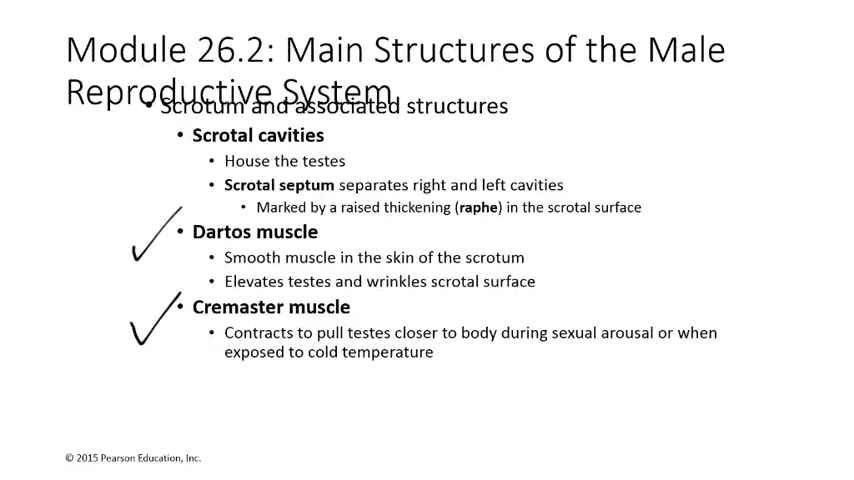 Module 26.2: Main Structures of the Male
Reproductive System
• Scrotum and associated structures
• Scrotal cavities
• House the testes
• Scrotal septum separates right and left cavities
• Marked by a raised thickening (raphe) in the scrotal surface
• Dartos muscle
• Smooth muscle in the skin of the scrotum
• Elevates testes and wrinkles scrotal surface
• Cremaster muscle
• Contracts to pull testes closer to body during sexual arousal or when
exposed to cold temperature
© 2015 Pearson Education, Inc.